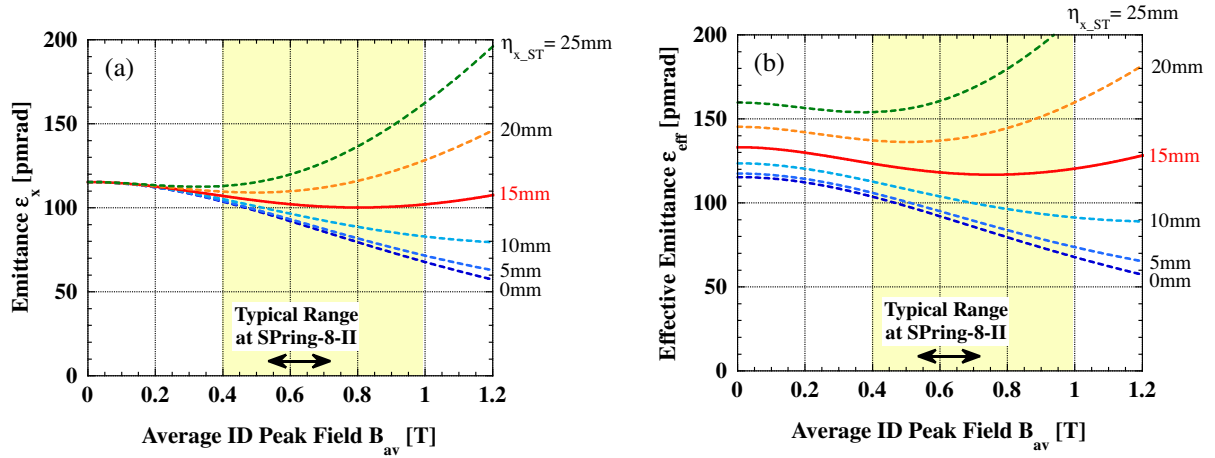 (a)
η_x_ST = 25mm
20mm
15mm
10mm
5mm
0mm
200
150
100
50
0
Emittance ε_x [pmrad]
Typical Range
at SPring-8-II
0 0.2 0.4 0.6 0.8 1 1.2
Average ID Peak Field B_av [T]
(b)
η_x_ST = 25mm
20mm
15mm
10mm
5mm
0mm
200
150
100
50
0
Effective Emittance ε_eff [pmrad]
Typical Range
at SPring-8-II
0 0.2 0.4 0.6 0.8 1 1.2
Average ID Peak Field B_av [T]